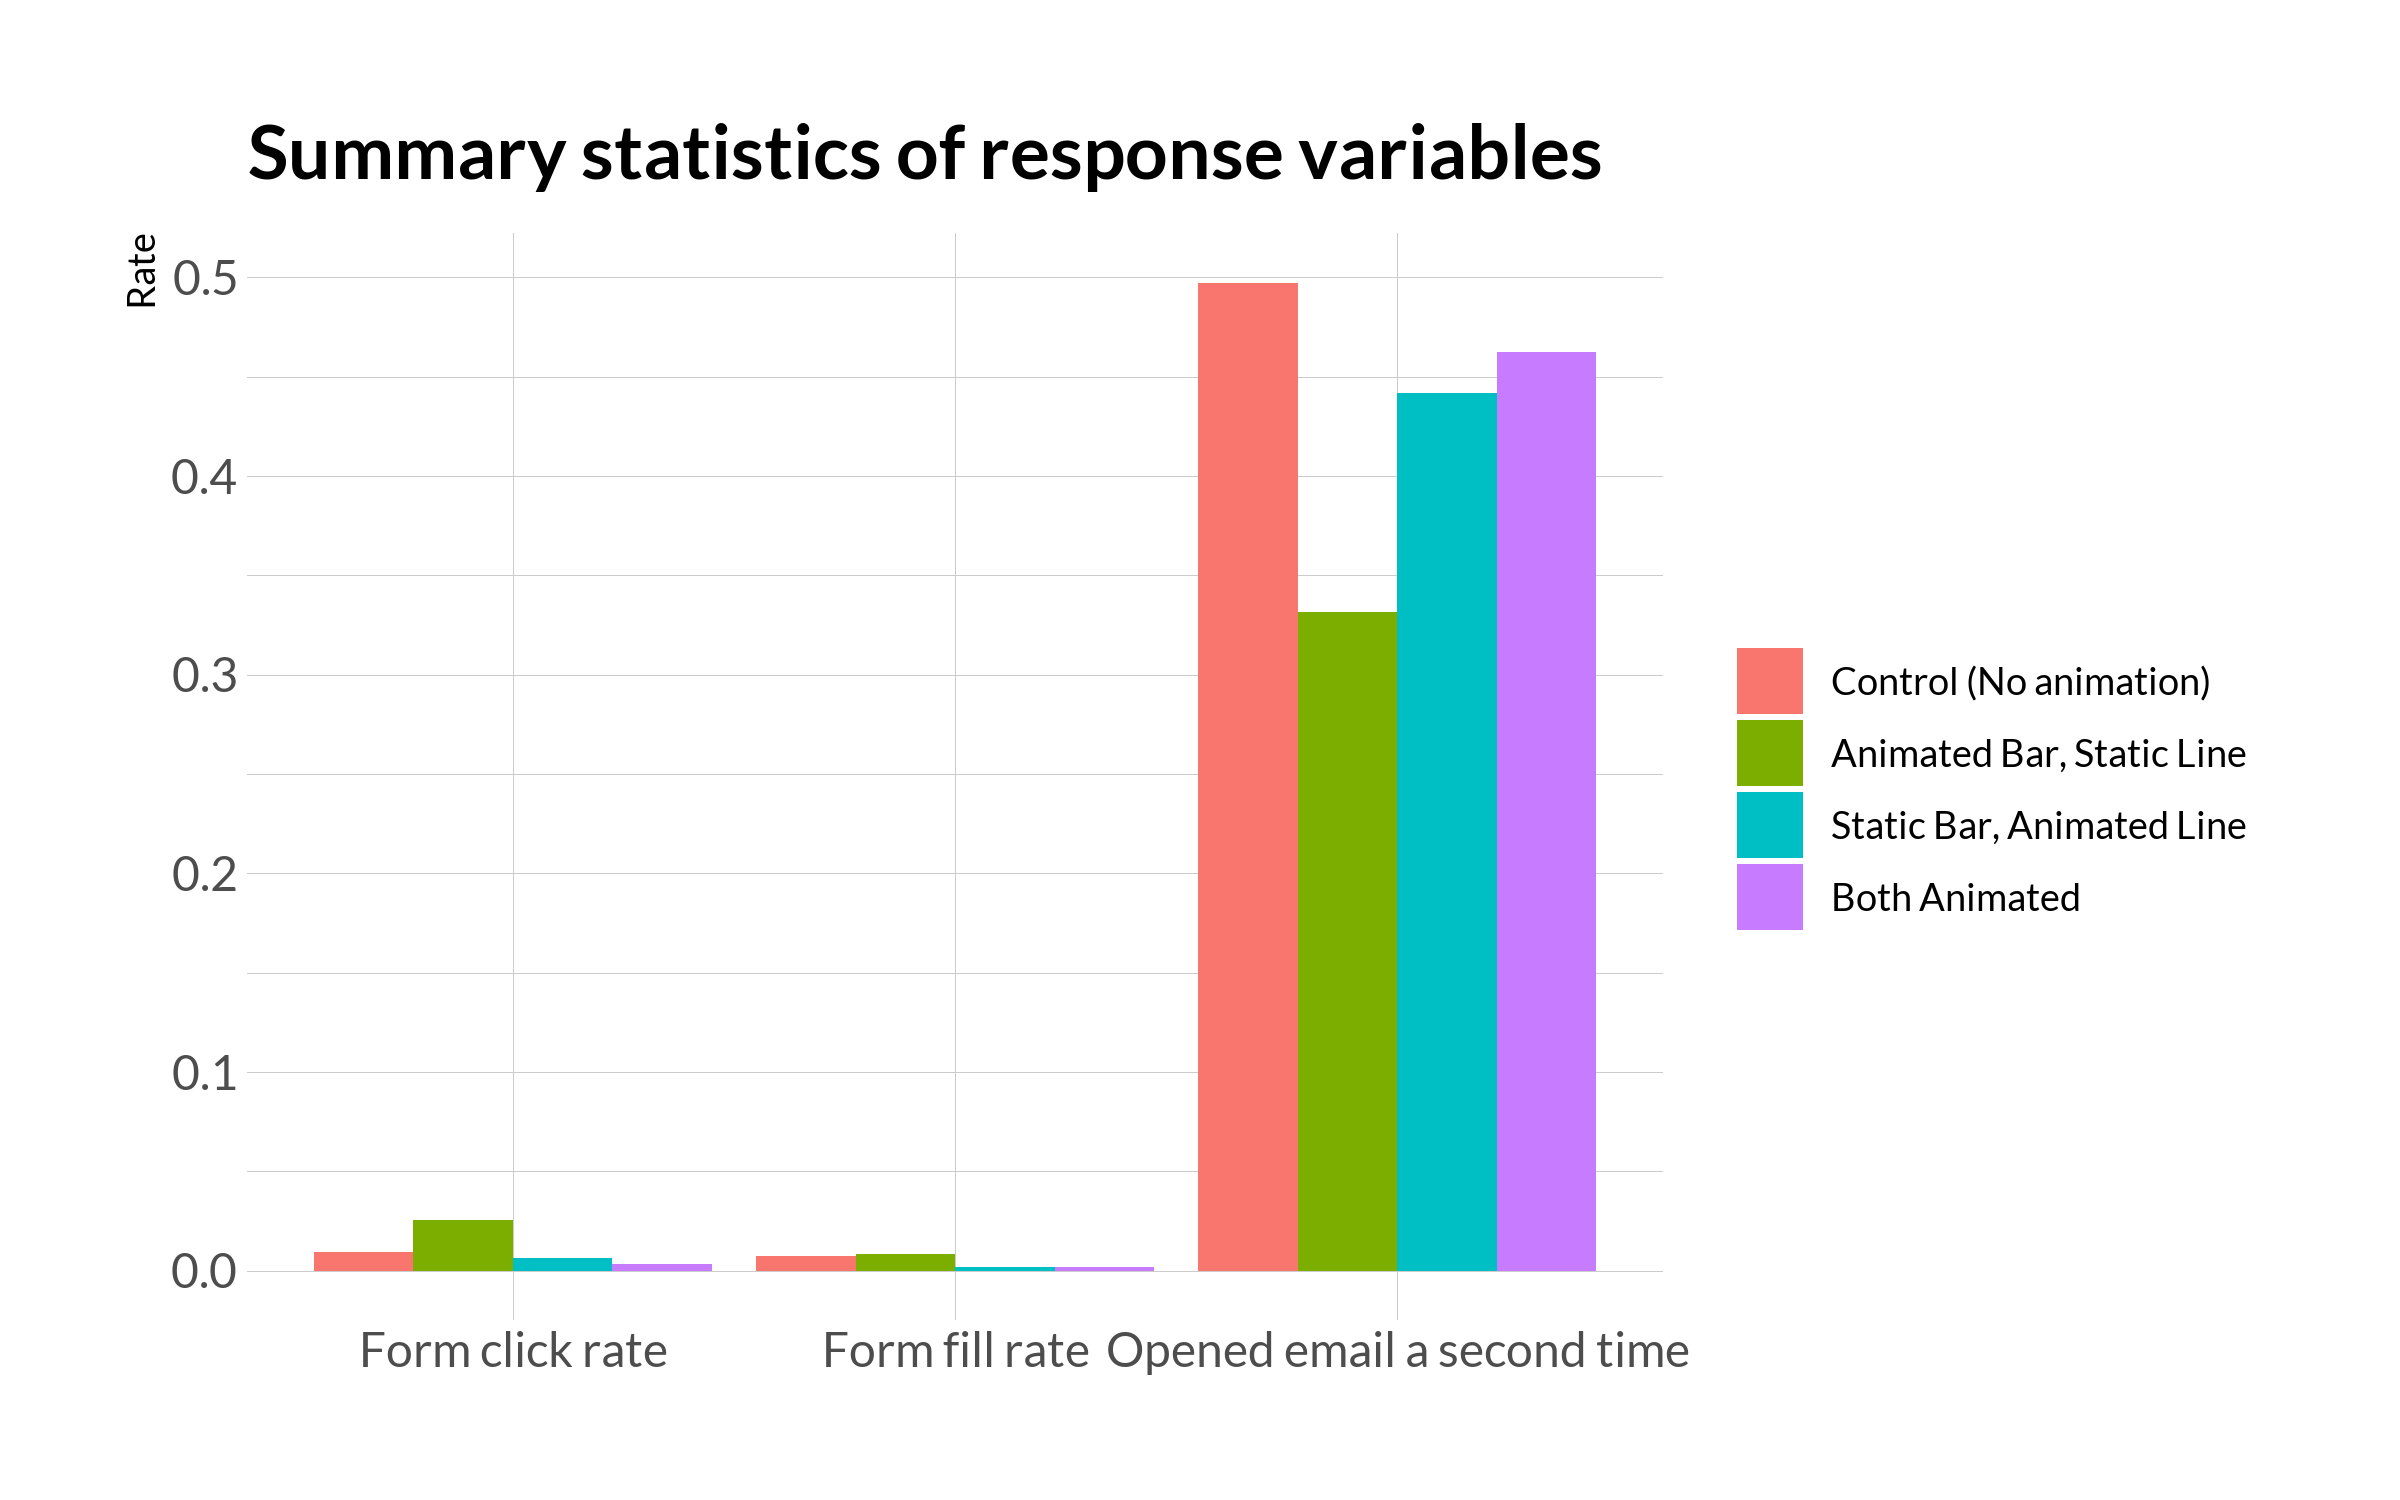 Summary statistics of response variables
Rate
0.5
0.4
0.3
0.2
0.1
0.0
Form click rate
Form fill rate
Opened email a second time
Control (No animation)
Animated Bar, Static Line
Static Bar, Animated Line
Both Animated